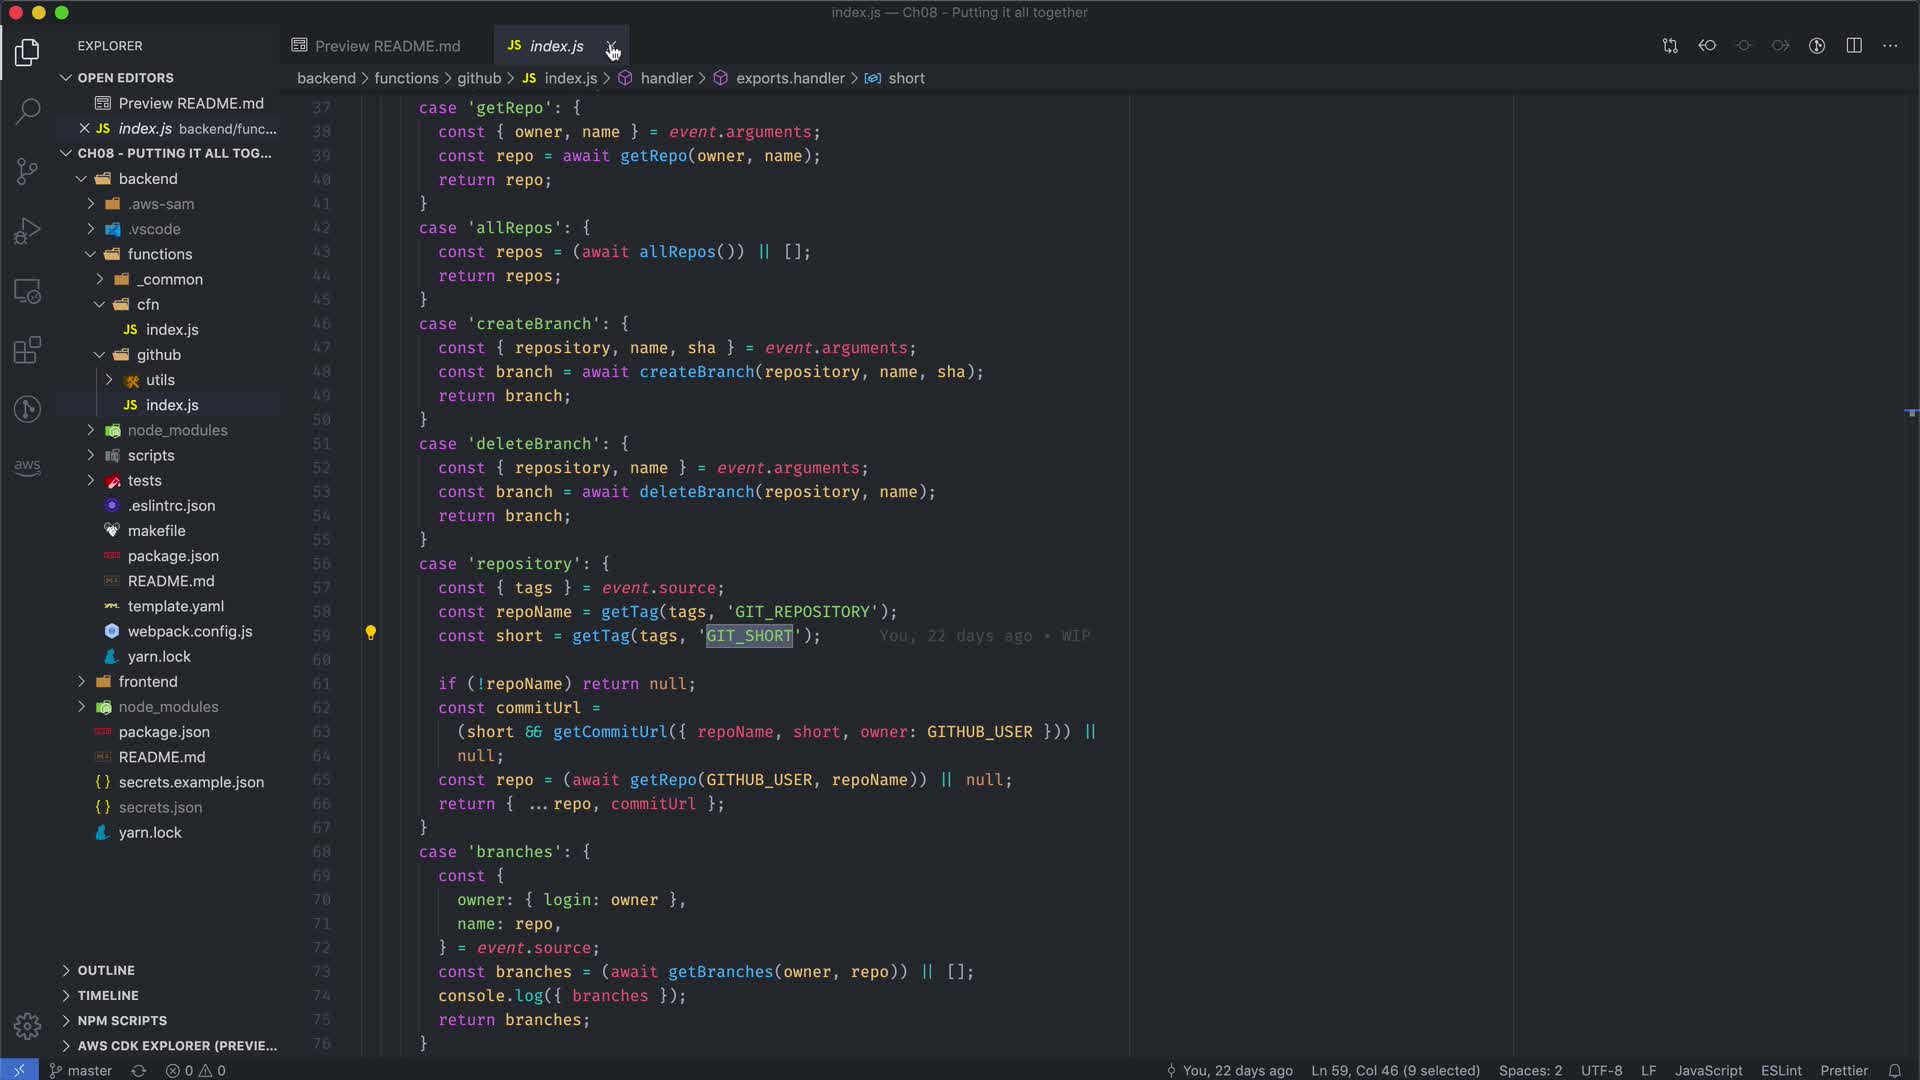 index.js — Ch08 - Putting it all together
EXPLORER
Preview README.md
JS index.js
OPEN EDITORS
Preview README.md
JS index.js backend/func...
CH08 - PUTTING IT ALL TOG...
backend
.aws-sam
.vscode
functions
_common
cfn
JS index.js
github
utils
JS index.js
node_modules
scripts
tests
.eslintrc.json
makefile
package.json
README.md
template.yaml
webpack.config.js
yarn.lock
frontend
node_modules
package.json
README.md
{ } secrets.example.json
{ } secrets.json
yarn.lock
OUTLINE
TIMELINE
NPM SCRIPTS
AWS CDK EXPLORER (PREVIE...
aws
backend > functions > github > JS index.js > handler > exports.handler > short
37 case 'getRepo': {
38 const { owner, name } = event.arguments;
39 const repo = await getRepo(owner, name);
40 return repo;
41 }
42 case 'allRepos': {
43 const repos = (await allRepos()) || [];
44 return repos;
45 }
46 case 'createBranch': {
47 const { repository, name, sha } = event.arguments;
48 const branch = await createBranch(repository, name, sha);
49 return branch;
50 }
51 case 'deleteBranch': {
52 const { repository, name } = event.arguments;
53 const branch = await deleteBranch(repository, name);
54 return branch;
55 }
56 case 'repository': {
57 const { tags } = event.source;
58 const repoName = getTag(tags, 'GIT_REPOSITORY');
59 const short = getTag(tags, 'GIT_SHORT'); You, 22 days ago • WIP
60
61 if (!repoName) return null;
62 const commitUrl =
63 (short && getCommitUrl({ repoName, short, owner: GITHUB_USER })) ||
64 null;
65 const repo = (await getRepo(GITHUB_USER, repoName)) || null;
66 return { ...repo, commitUrl };
67 }
68 case 'branches': {
69 const {
70 owner: { login: owner },
71 name: repo,
72 } = event.source;
73 const branches = (await getBranches(owner, repo)) || [];
74 console.log({ branches });
75 return branches;
76 }
master 0 0 You, 22 days ago Ln 59, Col 46 (9 selected) Spaces: 2 UTF-8 LF JavaScript ESLint Prettier